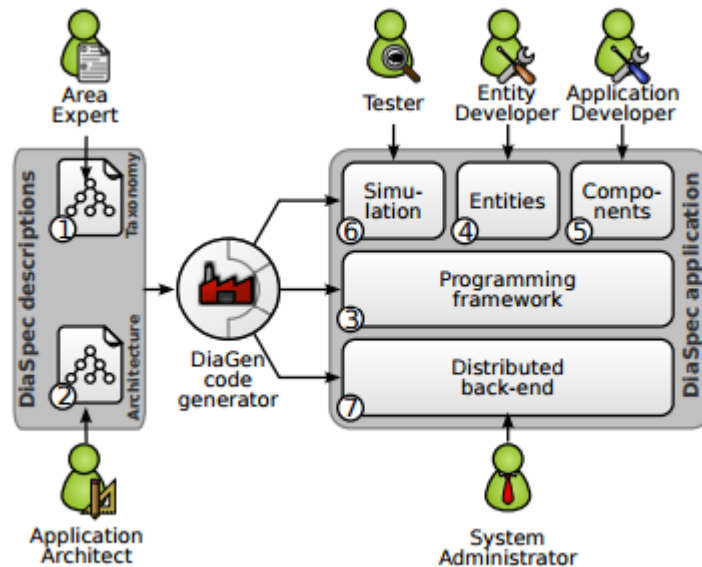 Area
Expert
Tester
Entity
Developer
Application
Developer
DiaSpec descriptions
1
Taxonomy
2
Architecture
DiaGen
code
generator
Simu-
lation
6
Entities
4
Compo-
nents
5
Programming
framework
3
Distributed
back-end
7
DiaSpec application
Application
Architect
System
Administrator